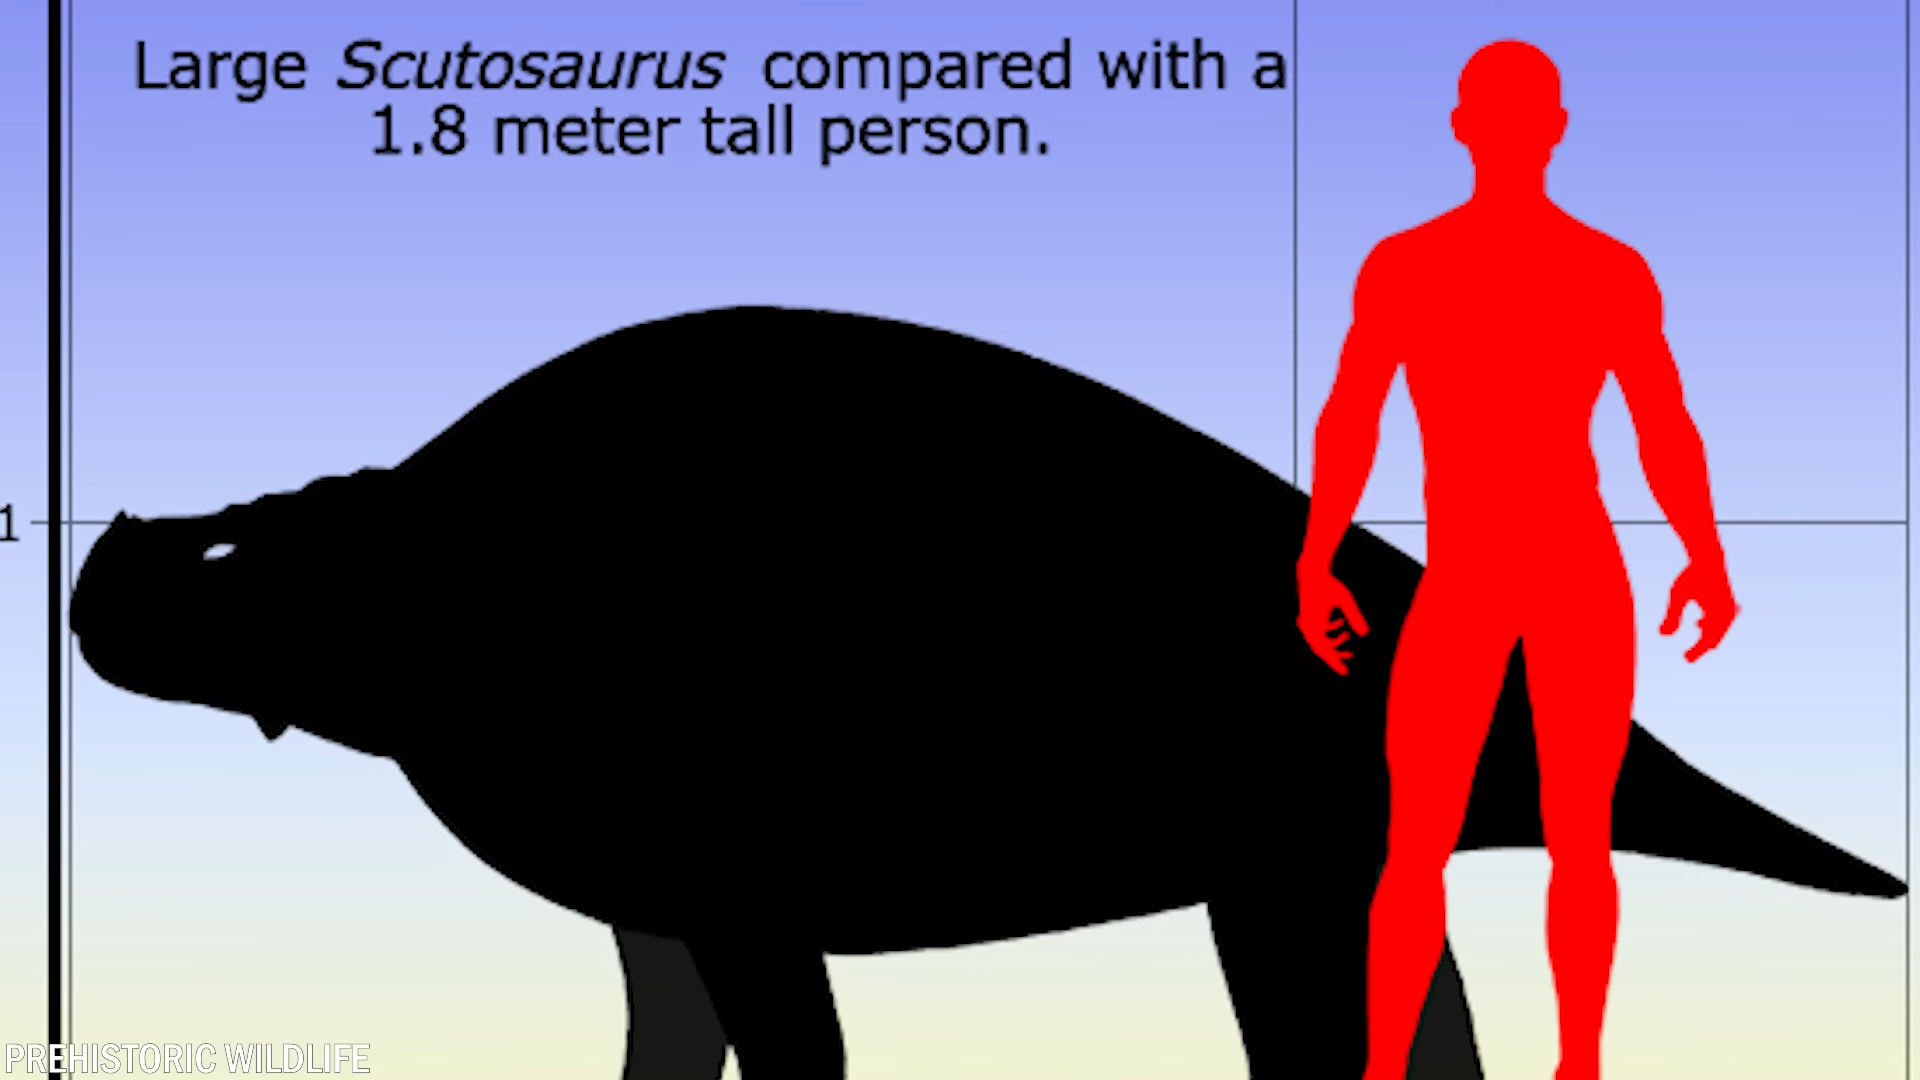 Large Scutosaurus compared with a
1.8 meter tall person.
1
PREHISTORIC WILDLIFE